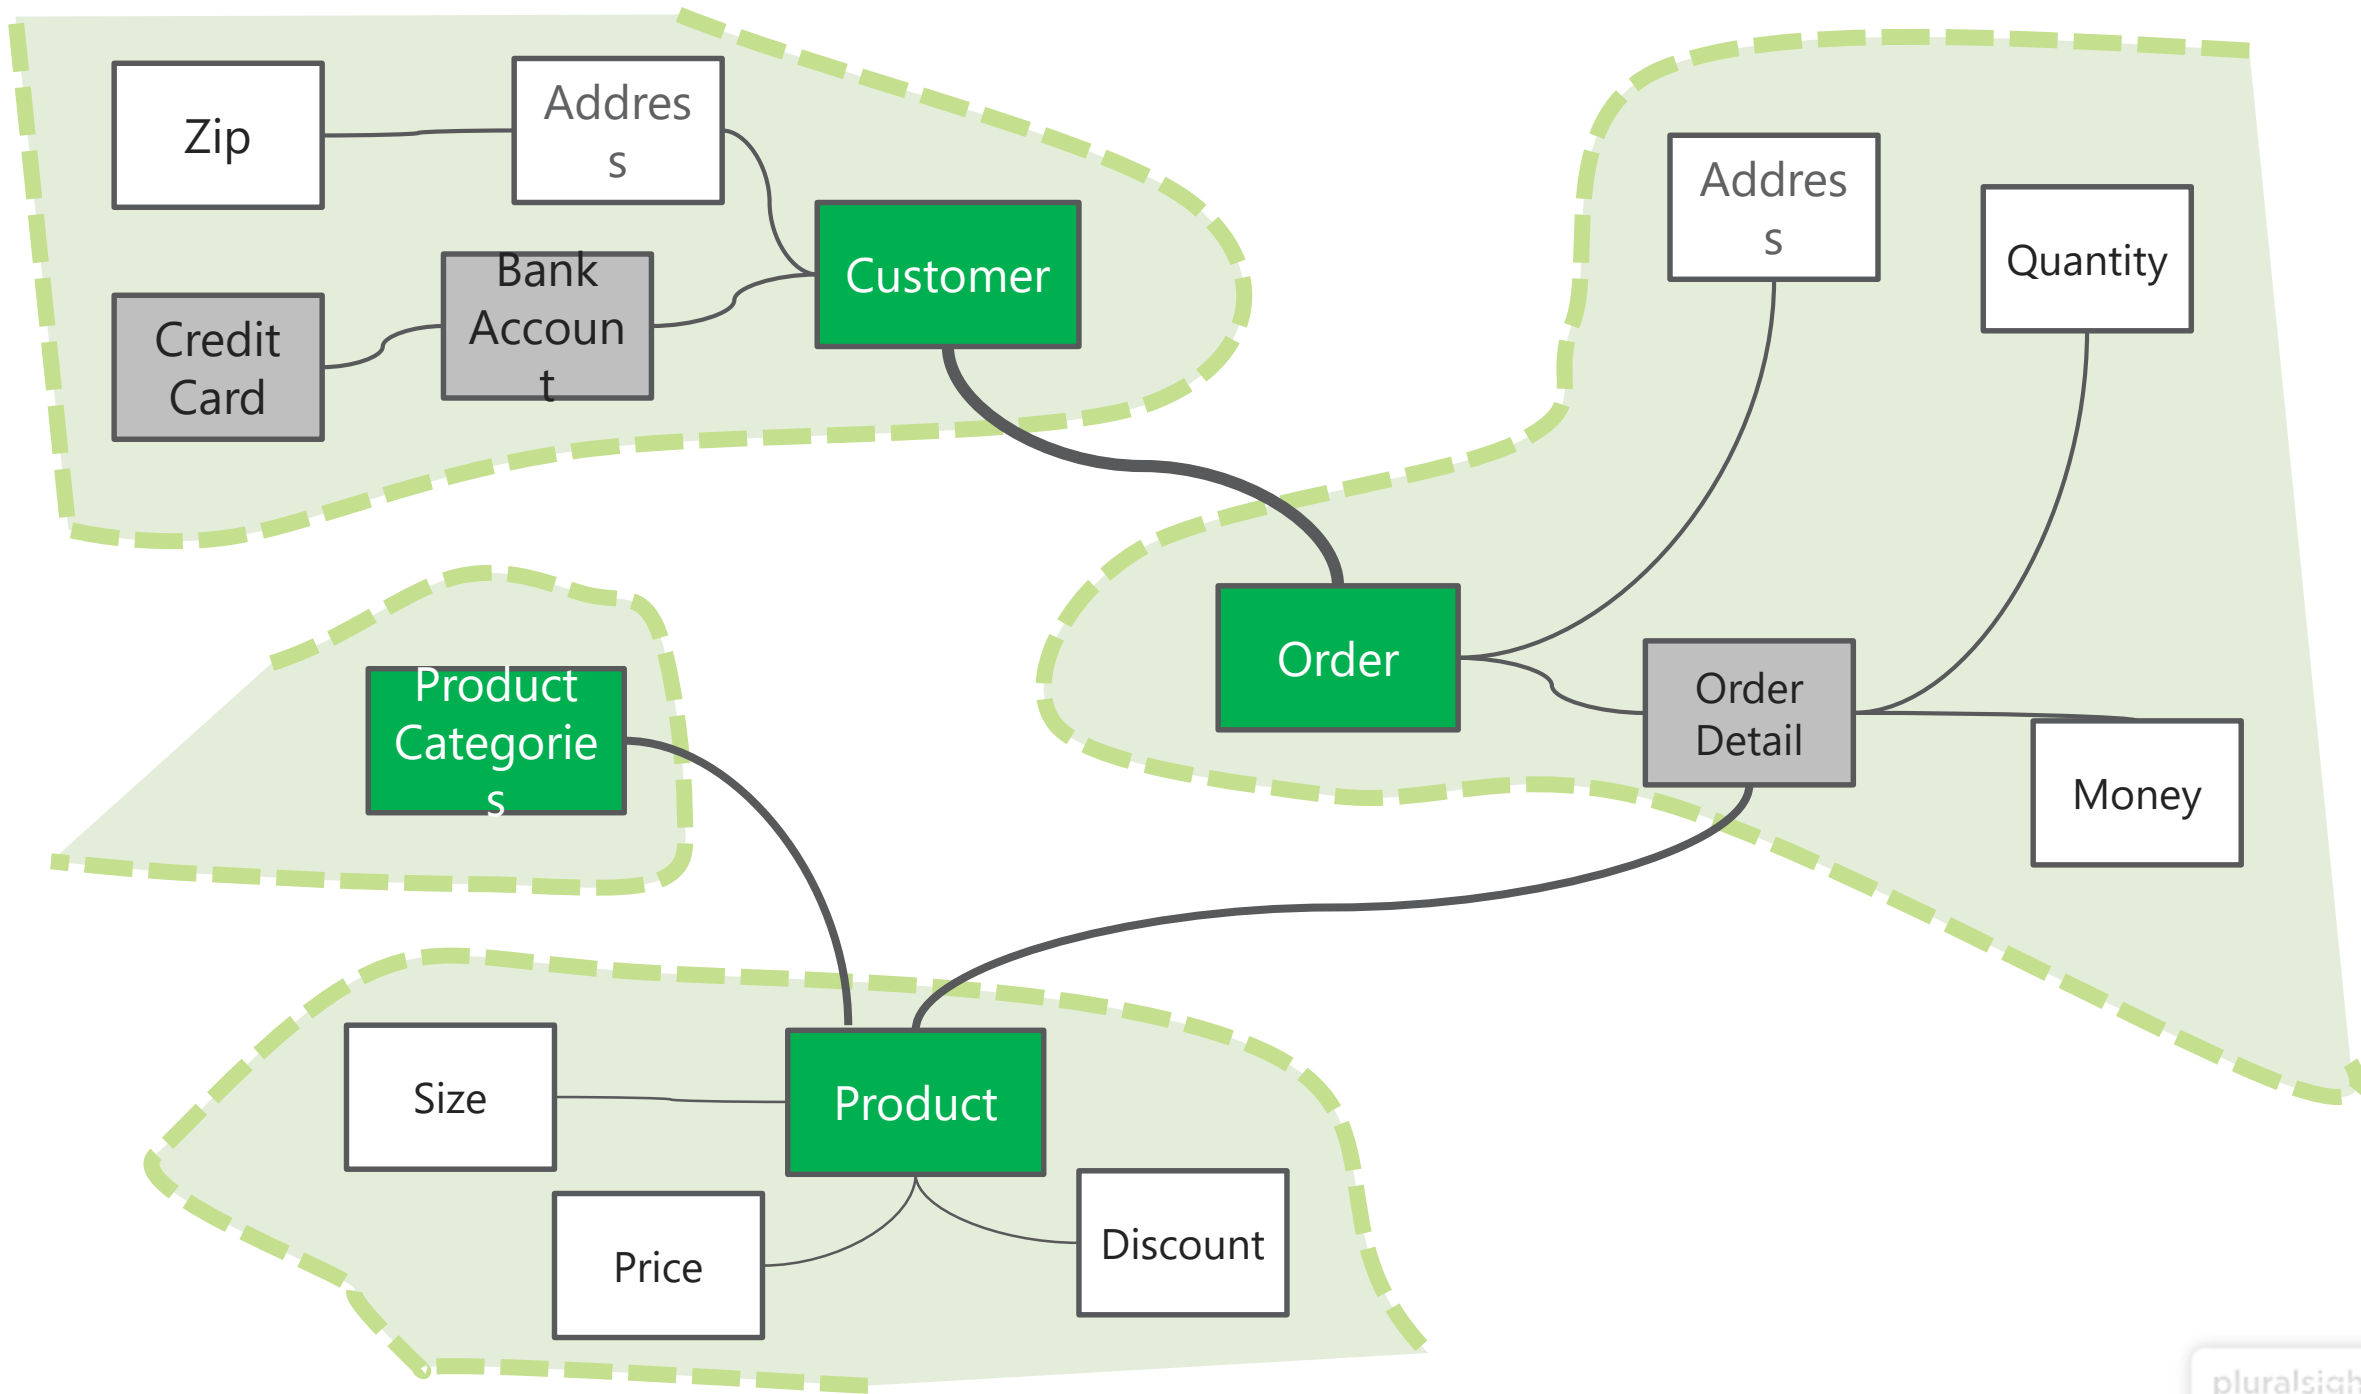 Zip
Addres
s
Customer
Bank
Accoun
t
Credit
Card
Addres
s
Quantity
Order
Order
Detail
Money
Product
Categorie
s
Size
Product
Price
Discount